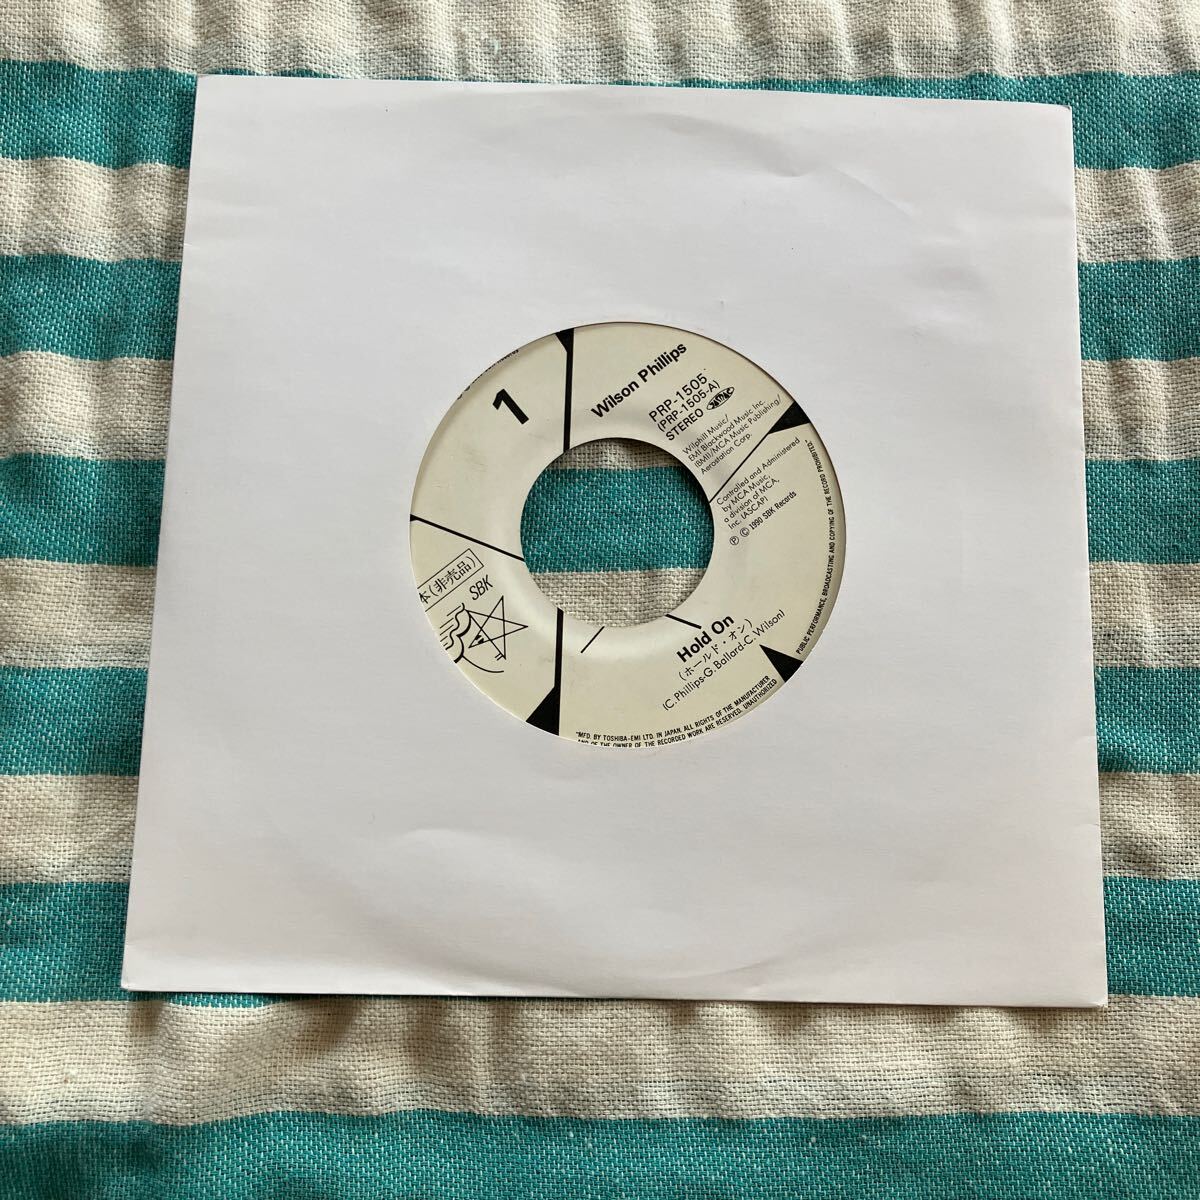 1
Wilson Phillips
PRP-1505
(PRP-1505-A)
STEREO
Wilphill Music/
EMI Blackwood Music Inc.
(BMI)/MCA Music Publishing/
Aerostation Corp.
Controlled and Administered
by MCA Music,
a division of MCA,
Inc. (ASCAP)
Ⓟ © 1990 SBK Records
本(非売品)
SBK
Hold On
(ホールド・オン)
(C. Phillips-G. Ballard-C. Wilson)
"MFD. BY TOSHIBA-EMI LTD. IN JAPAN. ALL RIGHTS OF THE MANUFACTURER
AND OF THE OWNER OF THE RECORDED WORK ARE RESERVED. UNAUTHORIZED
PUBLIC PERFORMANCE, BROADCASTING AND COPYING OF THE RECORD PROHIBITED."